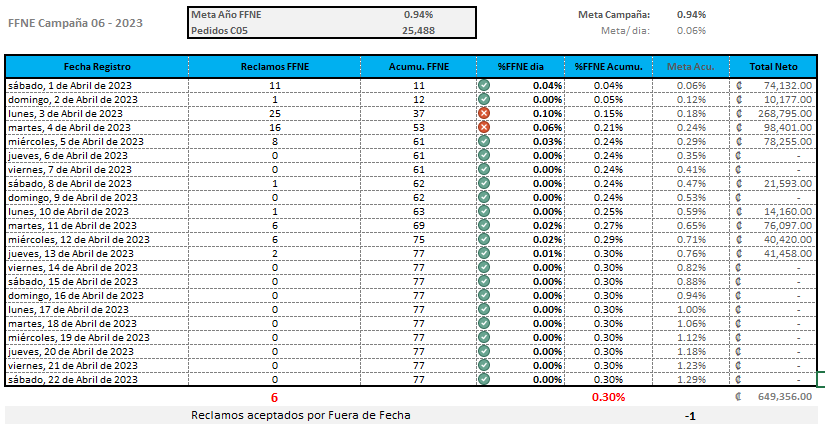 FFNE Campaña 06 - 2023
Meta Año FFNE 0.94% Meta Campaña: 0.94%
Pedidos C05 25,488 Meta/ dia: 0.06%
Fecha Registro Reclamos FFNE Acumu. FFNE %FFNE dia %FFNE Acumu. Meta Acu. Total Neto
sábado, 1 de Abril de 2023 11 11 0.04% 0.04% 0.06% ₡ 74,132.00
domingo, 2 de Abril de 2023 1 12 0.00% 0.05% 0.12% ₡ 10,177.00
lunes, 3 de Abril de 2023 25 37 0.10% 0.15% 0.18% ₡ 268,795.00
martes, 4 de Abril de 2023 16 53 0.06% 0.21% 0.24% ₡ 98,401.00
miércoles, 5 de Abril de 2023 8 61 0.03% 0.24% 0.29% ₡ 78,255.00
jueves, 6 de Abril de 2023 0 61 0.00% 0.24% 0.35% ₡ -
viernes, 7 de Abril de 2023 0 61 0.00% 0.24% 0.41% ₡ -
sábado, 8 de Abril de 2023 1 62 0.00% 0.24% 0.47% ₡ 21,593.00
domingo, 9 de Abril de 2023 0 62 0.00% 0.24% 0.53% ₡ -
lunes, 10 de Abril de 2023 1 63 0.00% 0.25% 0.59% ₡ 14,160.00
martes, 11 de Abril de 2023 6 69 0.02% 0.27% 0.65% ₡ 76,097.00
miércoles, 12 de Abril de 2023 6 75 0.02% 0.29% 0.71% ₡ 40,420.00
jueves, 13 de Abril de 2023 2 77 0.01% 0.30% 0.76% ₡ 41,458.00
viernes, 14 de Abril de 2023 0 77 0.00% 0.30% 0.82% ₡ -
sábado, 15 de Abril de 2023 0 77 0.00% 0.30% 0.88% ₡ -
domingo, 16 de Abril de 2023 0 77 0.00% 0.30% 0.94% ₡ -
lunes, 17 de Abril de 2023 0 77 0.00% 0.30% 1.00% ₡ -
martes, 18 de Abril de 2023 0 77 0.00% 0.30% 1.06% ₡ -
miércoles, 19 de Abril de 2023 0 77 0.00% 0.30% 1.12% ₡ -
jueves, 20 de Abril de 2023 0 77 0.00% 0.30% 1.18% ₡ -
viernes, 21 de Abril de 2023 0 77 0.00% 0.30% 1.23% ₡ -
sábado, 22 de Abril de 2023 0 77 0.00% 0.30% 1.29% ₡ -
6 0.30% ₡ 649,356.00
Reclamos aceptados por Fuera de Fecha -1